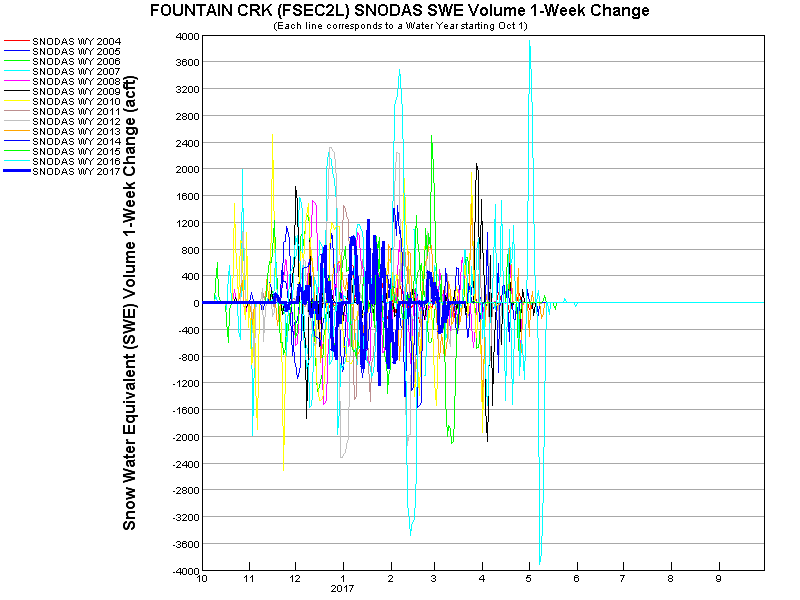 FOUNTAIN CRK (FSEC2L) SNODAS SWE Volume 1-Week Change
(Each line corresponds to a Water Year starting Oct 1)
SNODAS WY 2004
SNODAS WY 2005
SNODAS WY 2006
SNODAS WY 2007
SNODAS WY 2008
SNODAS WY 2009
SNODAS WY 2010
SNODAS WY 2011
SNODAS WY 2012
SNODAS WY 2013
SNODAS WY 2014
SNODAS WY 2015
SNODAS WY 2016
SNODAS WY 2017
Snow Water Equivalent (SWE) Volume 1-Week Change (acft)
4000
3600
3200
2800
2400
2000
1600
1200
800
400
0
-400
-800
-1200
-1600
-2000
-2400
-2800
-3200
-3600
-4000
10 11 12 1 2 3 4 5 6 7 8 9
2017